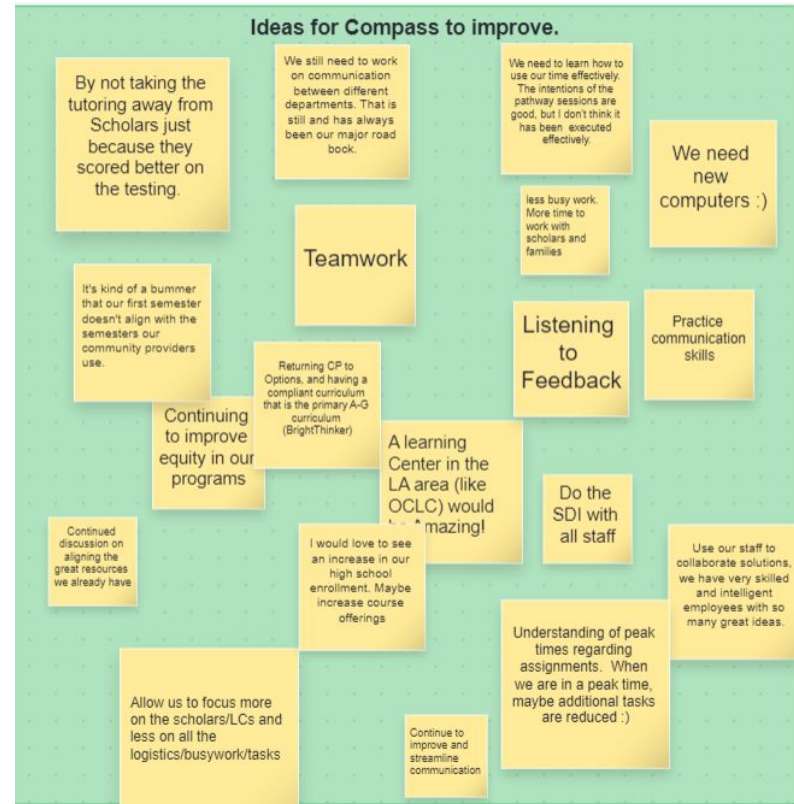 Ideas for Compass to improve.
By not taking the
tutoring away from
Scholars just
because they
scored better on
the testing.
We still need to work
on communication
between different
departments. That is
still and has always
been our major road
book.
We need to learn how to
use our time effectively.
The intentions of the
pathway sessions are
good, but I don't think it
has been executed
effectively.
We need
new
computers :)
less busy work.
More time to
work with
scholars and
families
Teamwork
It's kind of a bummer
that our first semester
doesn't align with the
semesters our
community providers
use.
Listening
to
Feedback
Practice
communication
skills
Returning CP to
Options, and having a
compliant curriculum
that is the primary A-G
curriculum
(BrightThinker)
Continuing
to improve
equity in our
programs
A learning
Center in the
LA area (like
OCLC) would
Amazing!
Do the
SDI with
all staff
Continued
discussion on
aligning the
great resources
we already have
I would love to see
an increase in our
high school
enrollment. Maybe
increase course
offerings
Use our staff to
collaborate solutions,
we have very skilled
and intelligent
employees with so
many great ideas.
Understanding of peak
times regarding
assignments. When
we are in a peak time,
maybe additional tasks
are reduced :)
Allow us to focus more
on the scholars/LCs and
less on all the
logistics/busywork/tasks
Continue to
improve and
streamline
communication